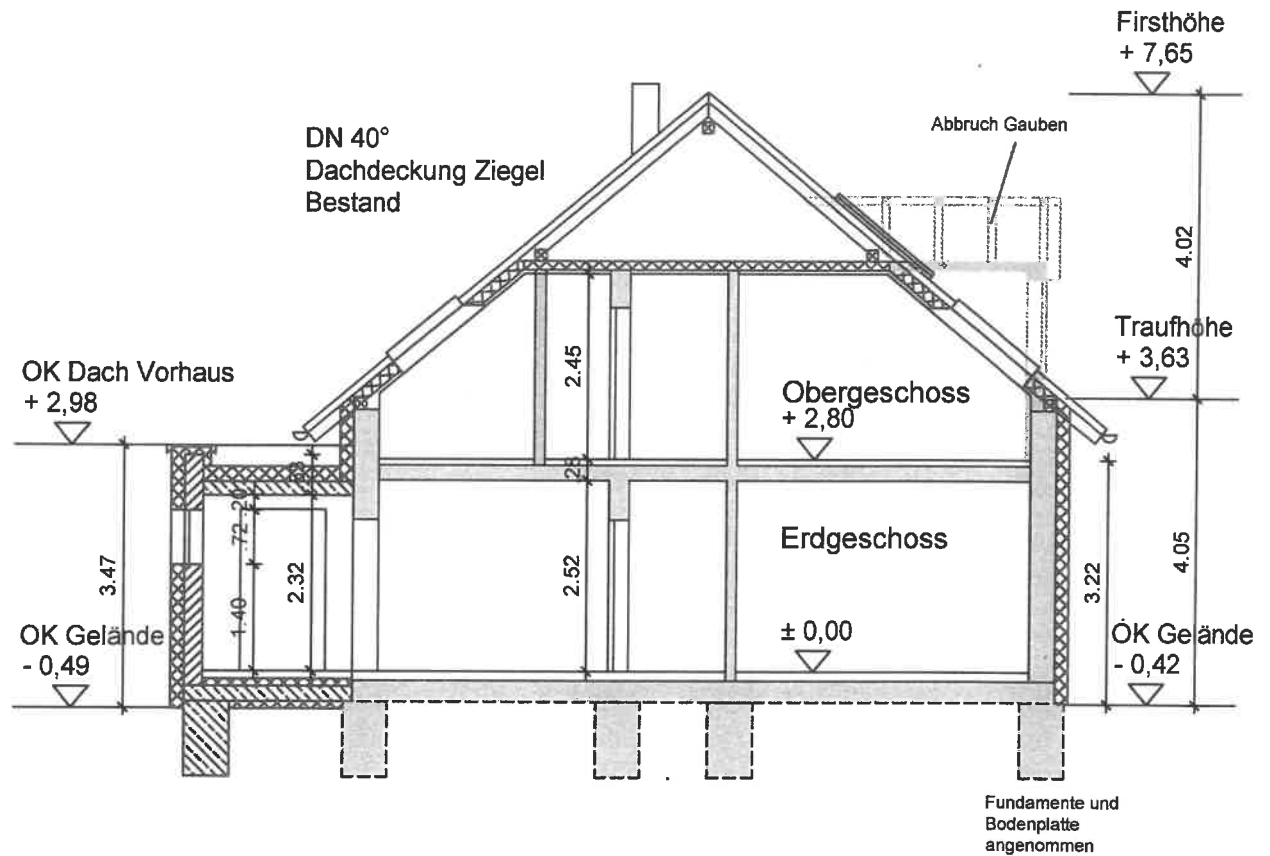 Firsthöhe
+ 7,65
Abbruch Gauben
DN 40°
Dachdeckung Ziegel
Bestand
4.02
Traufhöhe
+ 3,63
OK Dach Vorhaus
+ 2,98
2.45
Obergeschoss
+ 2,80
28
.20
.72
1.40
2.32
2.52
3.47
Erdgeschoss
± 0,00
3.22
4.05
OK Gelände
- 0,49
OK Gelände
- 0,42
Fundamente und
Bodenplatte
angenommen